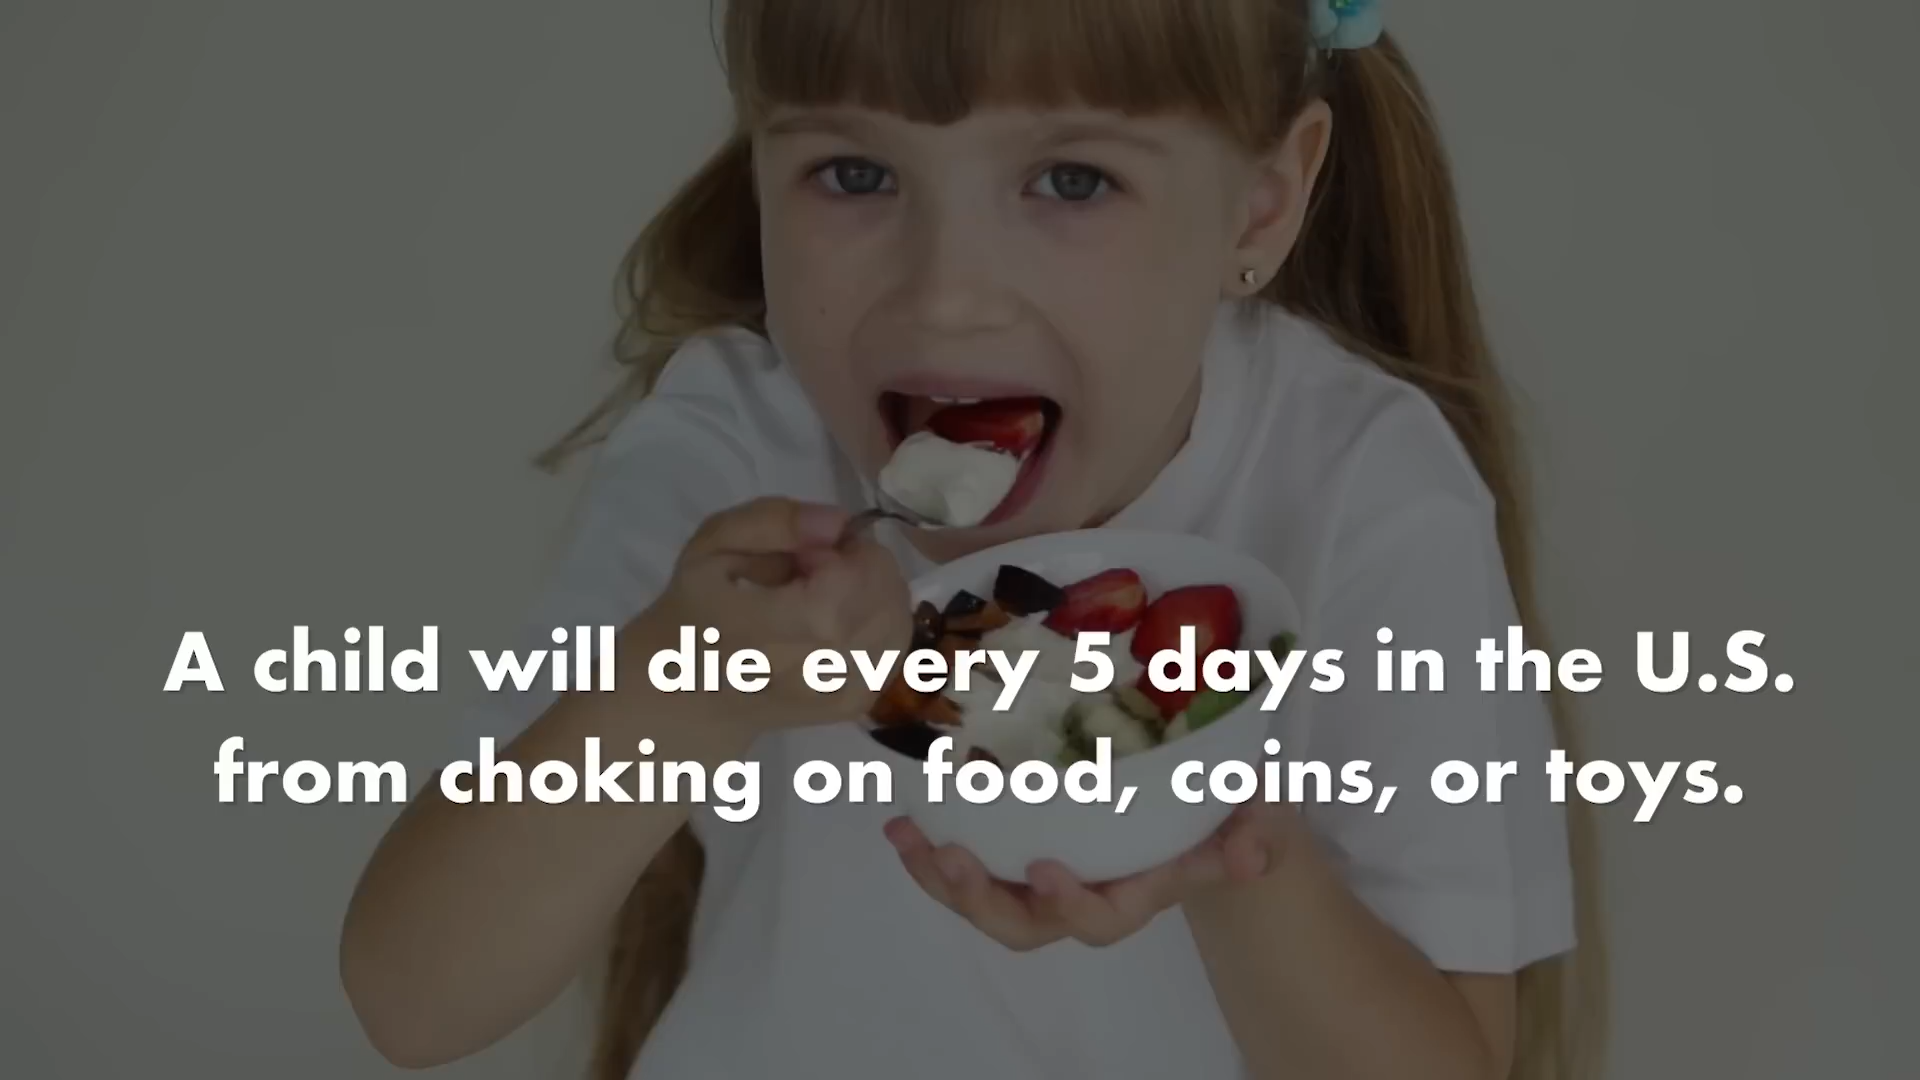 A child will die every 5 days in the U.S.
from choking on food, coins, or toys.